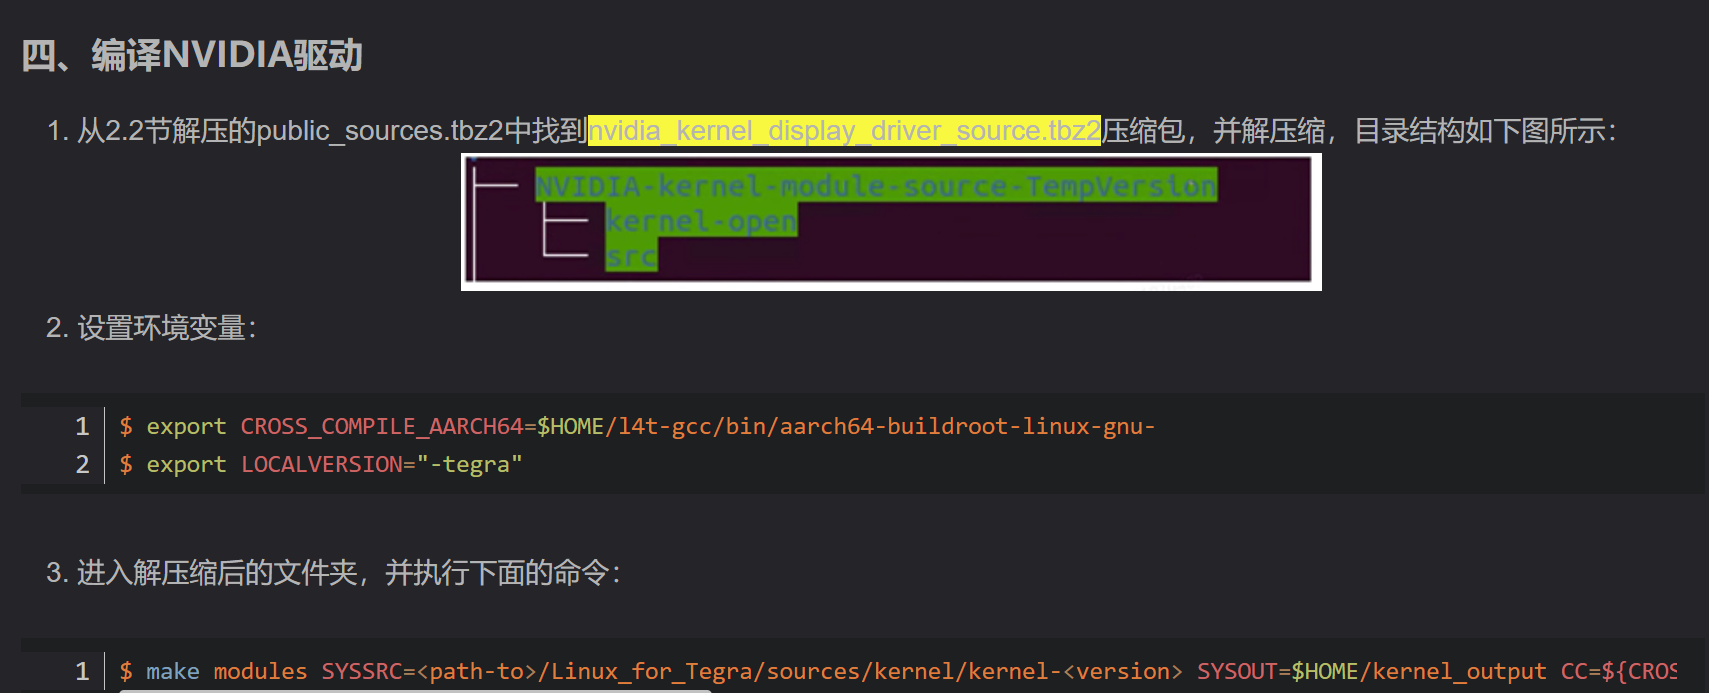 四、编译NVIDIA驱动
1. 从2.2节解压的public_sources.tbz2中找到nvidia_kernel_display_driver_source.tbz2压缩包，并解压缩，目录结构如下图所示：
NVIDIA-kernel-module-source-TempVersion
kernel-open
src
2. 设置环境变量：
1 $ export CROSS_COMPILE_AARCH64=$HOME/l4t-gcc/bin/aarch64-buildroot-linux-gnu-
2 $ export LOCALVERSION="-tegra"
3. 进入解压缩后的文件夹，并执行下面的命令：
1 $ make modules SYSSRC=<path-to>/Linux_for_Tegra/sources/kernel/kernel-<version> SYSOUT=$HOME/kernel_output CC=${CROS